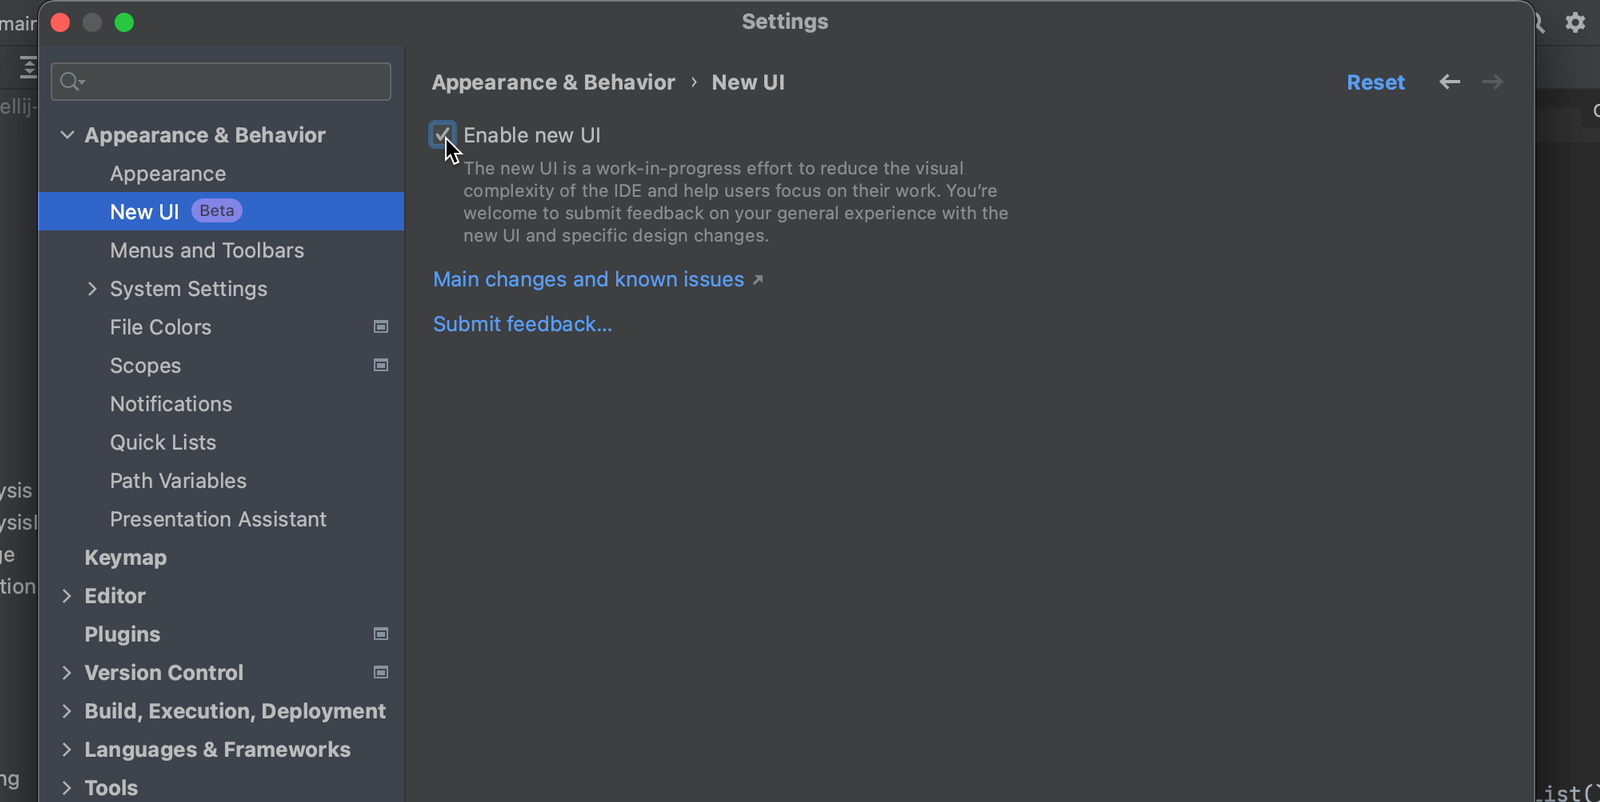 Settings
mair
ellij-
Appearance & Behavior › New UI
Reset
Appearance & Behavior
Appearance
New UI Beta
Menus and Toolbars
System Settings
File Colors
Scopes
Notifications
Quick Lists
Path Variables
Presentation Assistant
Keymap
Editor
Plugins
Version Control
Build, Execution, Deployment
Languages & Frameworks
Tools
Enable new UI
The new UI is a work-in-progress effort to reduce the visual
complexity of the IDE and help users focus on their work. You’re
welcome to submit feedback on your general experience with the
new UI and specific design changes.
Main changes and known issues ↗
Submit feedback...
ysis
ysisl
ge
tion
ng
ist()